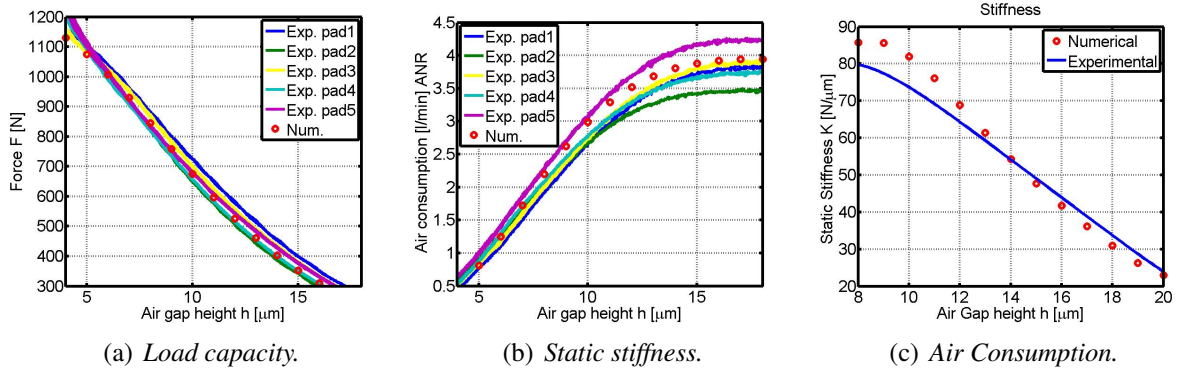 1200
1100
1000
900
800
700
600
500
400
300
5
10
15
Force F [N]
Air gap height h [μm]
Exp. pad1
Exp. pad2
Exp. pad3
Exp. pad4
Exp. pad5
Num.
(a) Load capacity.
4.5
4
3.5
3
2.5
2
1.5
1
0.5
5
10
15
Air consumption [l/min] ANR
Air gap height h [μm]
Exp. pad1
Exp. pad2
Exp. pad3
Exp. pad4
Exp. pad5
Num.
(b) Static stiffness.
Stiffness
90
80
70
60
50
40
30
20
8
10
12
14
16
18
20
Static Stiffness K [N/μm]
Air Gap height h [μm]
Numerical
Experimental
(c) Air Consumption.